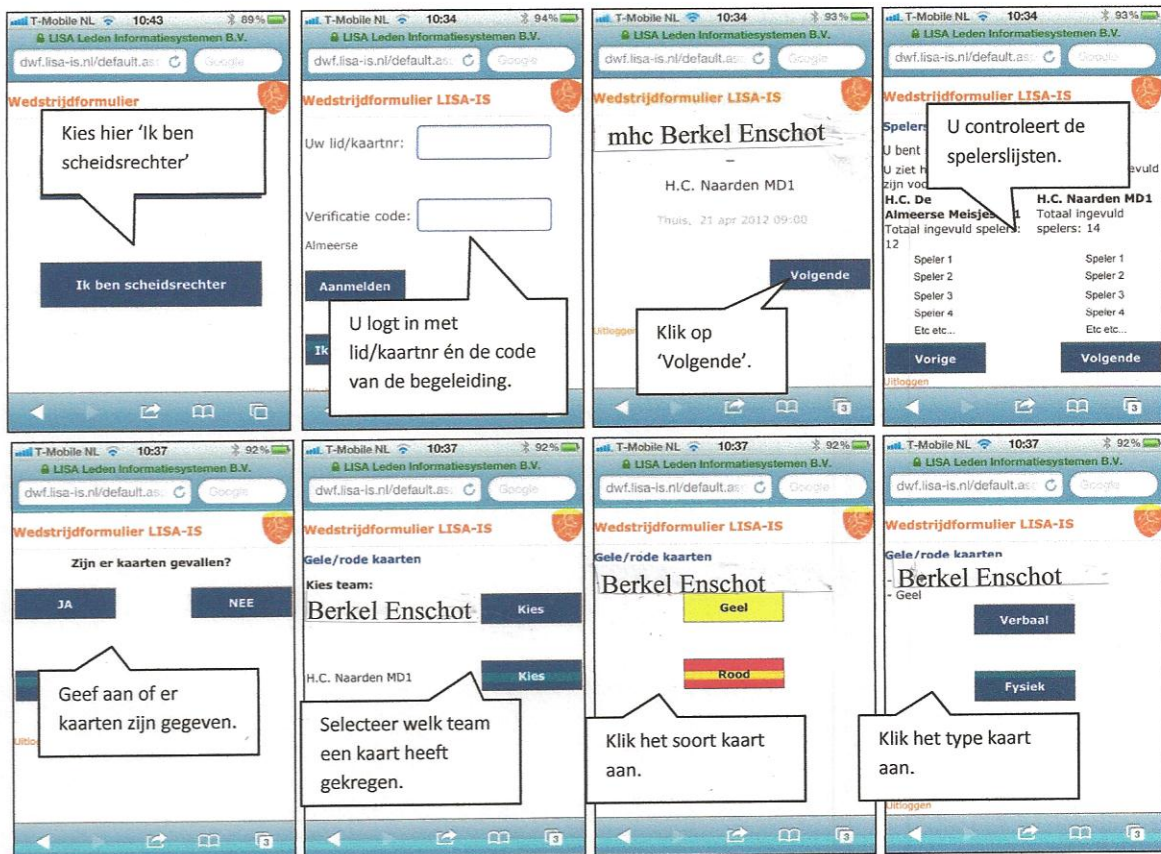 T-Mobile NL 10:43 89%
LISA Leden Informatiesystemen B.V.
dwf.lisa-is.nl/default.as Google
Wedstrijdformulier
Kies hier 'Ik ben
scheidsrechter'
Ik ben scheidsrechter
T-Mobile NL 10:34 94%
LISA Leden Informatiesystemen B.V.
dwf.lisa-is.nl/default.as Google
Wedstrijdformulier LISA-IS
Uw lid/kaartnr:
Verificatie code:
Almeerse
Aanmelden
Ik
U logt in met
lid/kaartnr én de code
van de begeleiding.
T-Mobile NL 10:34 93%
LISA Leden Informatiesystemen B.V.
dwf.lisa-is.nl/default.as Google
Wedstrijdformulier LISA-IS
mhc Berkel Enschot
–
H.C. Naarden MD1
Thuis, 21 apr 2012 09:00
Volgende
Uitloggen
Klik op
'Volgende'.
T-Mobile NL 10:34 93%
LISA Leden Informatiesystemen B.V.
dwf.lisa-is.nl/default.as Google
Wedstrijdformulier LISA-IS
Spelers
U controleert de
spelerslijsten.
U bent
U ziet h evuld
zijn voo
H.C. De H.C. Naarden MD1
Almeerse Meisjes 1 Totaal ingevuld
Totaal ingevuld spelers: spelers: 14
12
Speler 1 Speler 1
Speler 2 Speler 2
Speler 3 Speler 3
Speler 4 Speler 4
Etc etc... Etc etc...
Vorige Volgende
Uitloggen
3
3
T-Mobile NL 10:37 92%
LISA Leden Informatiesystemen B.V.
dwf.lisa-is.nl/default.as Google
Wedstrijdformulier LISA-IS
Zijn er kaarten gevallen?
JA NEE
Geef aan of er
kaarten zijn gegeven.
T-Mobile NL 10:37 92%
LISA Leden Informatiesystemen B.V.
dwf.lisa-is.nl/default.as Google
Wedstrijdformulier LISA-IS
Gele/rode kaarten
Kies team:
Berkel Enschot Kies
H.C. Naarden MD1 Kies
Selecteer welk team
een kaart heeft
gekregen.
3
T-Mobile NL 10:37 92%
LISA Leden Informatiesystemen B.V.
dwf.lisa-is.nl/default.as Google
Wedstrijdformulier LISA-IS
Gele/rode kaarten
Berkel Enschot
Geel
Rood
Klik het soort kaart
aan.
3
T-Mobile NL 10:37 92%
LISA Leden Informatiesystemen B.V.
dwf.lisa-is.nl/default.as Google
Wedstrijdformulier LISA-IS
Gele/rode kaarten
- Berkel Enschot
- Geel
Verbaal
Fysiek
Klik het type kaart
aan.
Uitloggen
3